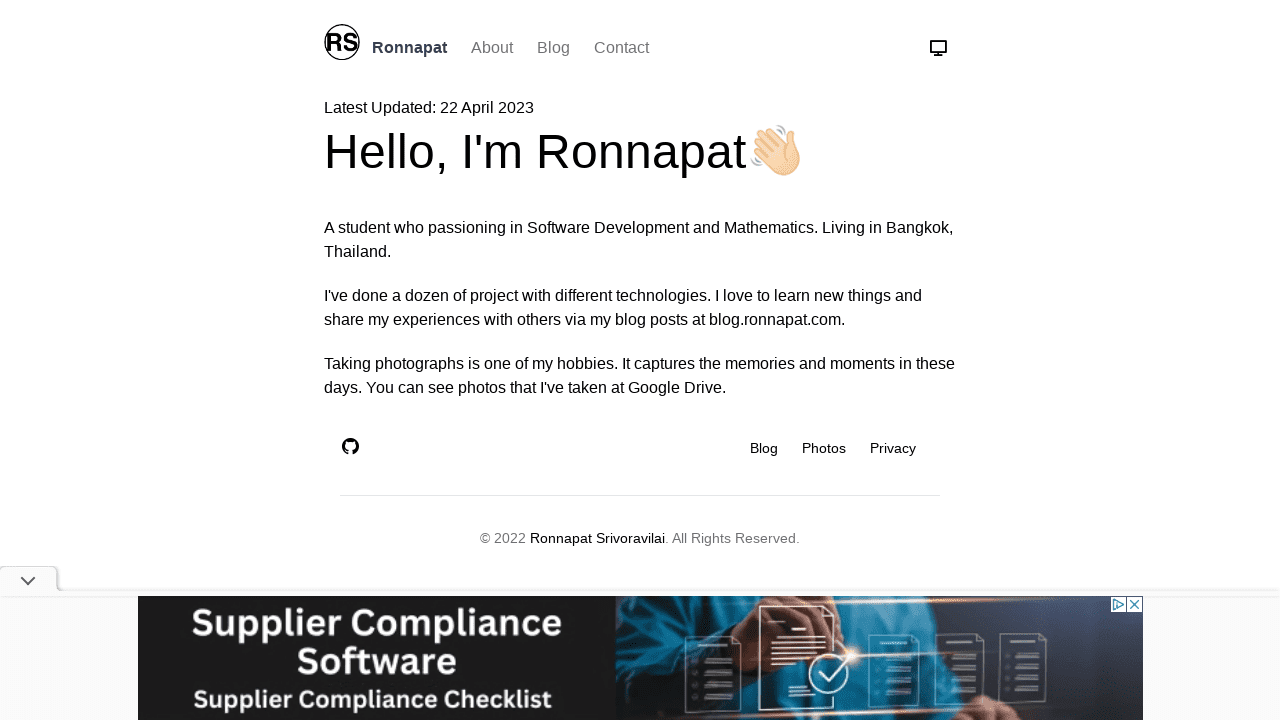 RS
Ronnapat About Blog Contact
Latest Updated: 22 April 2023
Hello, I'm Ronnapat👋🏻
A student who passioning in Software Development and Mathematics. Living in Bangkok,
Thailand.
I've done a dozen of project with different technologies. I love to learn new things and
share my experiences with others via my blog posts at blog.ronnapat.com.
Taking photographs is one of my hobbies. It captures the memories and moments in these
days. You can see photos that I've taken at Google Drive.
Blog Photos Privacy
© 2022 Ronnapat Srivoravilai. All Rights Reserved.
Supplier Compliance
Software
Supplier Compliance Checklist